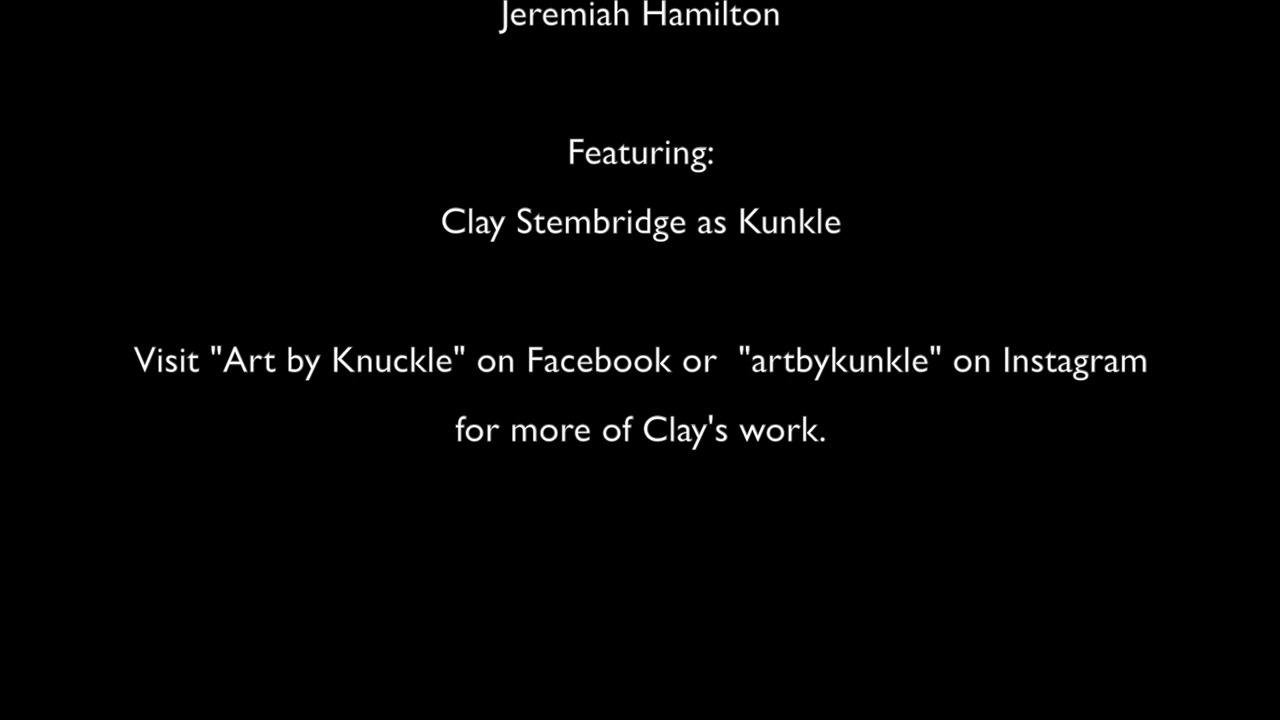 Jeremiah Hamilton
Featuring:
Clay Stembridge as Kunkle
Visit "Art by Knuckle" on Facebook or  "artbykunkle" on Instagram
for more of Clay's work.